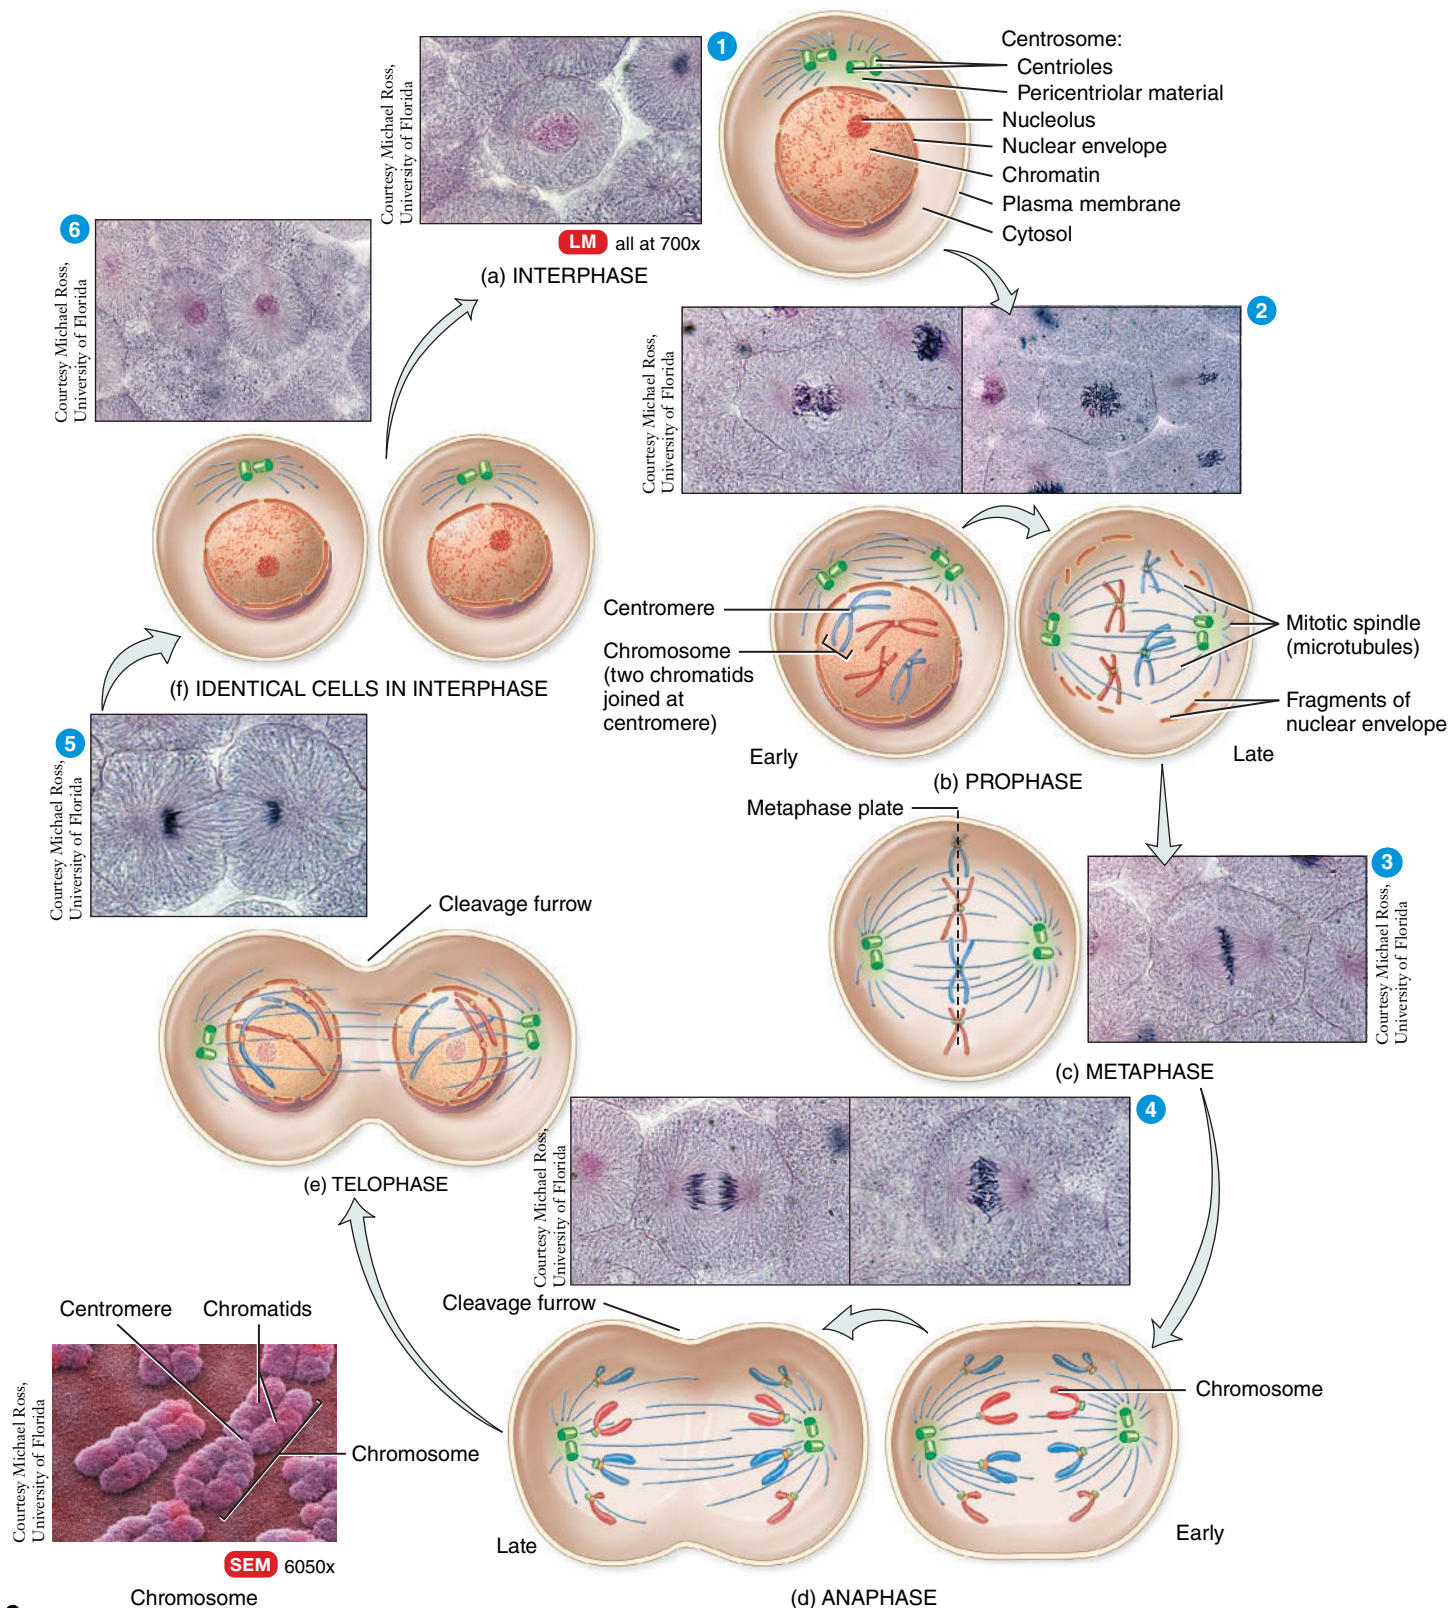 1
Centrosome:
Centrioles
Pericentriolar material
Nucleolus
Nuclear envelope
Chromatin
Plasma membrane
Cytosol
Courtesy Michael Ross,
University of Florida
LM all at 700x
(a) INTERPHASE
6
Courtesy Michael Ross,
University of Florida
2
Courtesy Michael Ross,
University of Florida
Centromere
Chromosome
(two chromatids
joined at
centromere)
Mitotic spindle
(microtubules)
Fragments of
nuclear envelope
Early
Late
(b) PROPHASE
(f) IDENTICAL CELLS IN INTERPHASE
5
Courtesy Michael Ross,
University of Florida
Metaphase plate
3
Courtesy Michael Ross,
University of Florida
(c) METAPHASE
Cleavage furrow
(e) TELOPHASE
4
Courtesy Michael Ross,
University of Florida
Cleavage furrow
Chromosome
Late
Early
(d) ANAPHASE
Centromere
Chromatids
Chromosome
Courtesy Michael Ross,
University of Florida
SEM 6050x
Chromosome